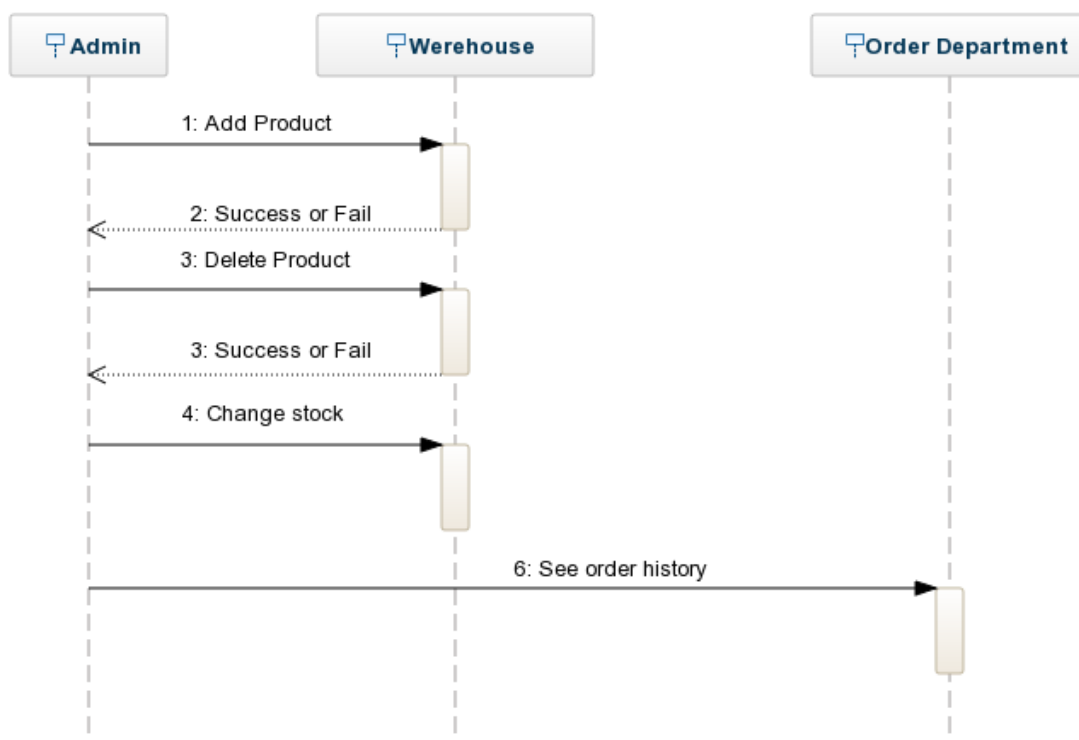 Admin
Werehouse
Order Department
1: Add Product
2: Success or Fail
3: Delete Product
3: Success or Fail
4: Change stock
6: See order history